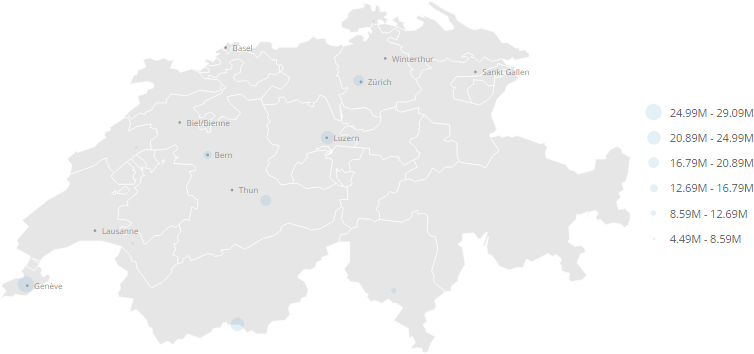 Basel
Winterthur
Sankt Gallen
Zürich
24.99M - 29.09M
Biel/Bienne
Luzern
20.89M - 24.99M
Bern
16.79M - 20.89M
Thun
12.69M - 16.79M
8.59M - 12.69M
Lausanne
4.49M - 8.59M
Genève